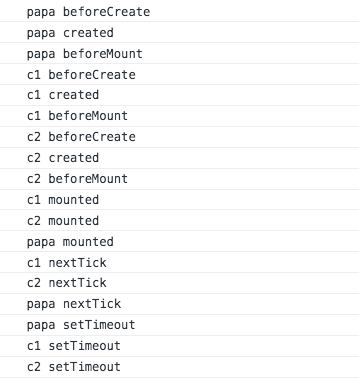 papa beforeCreate
papa created
papa beforeMount
c1 beforeCreate
c1 created
c1 beforeMount
c2 beforeCreate
c2 created
c2 beforeMount
c1 mounted
c2 mounted
papa mounted
c1 nextTick
c2 nextTick
papa nextTick
papa setTimeout
c1 setTimeout
c2 setTimeout